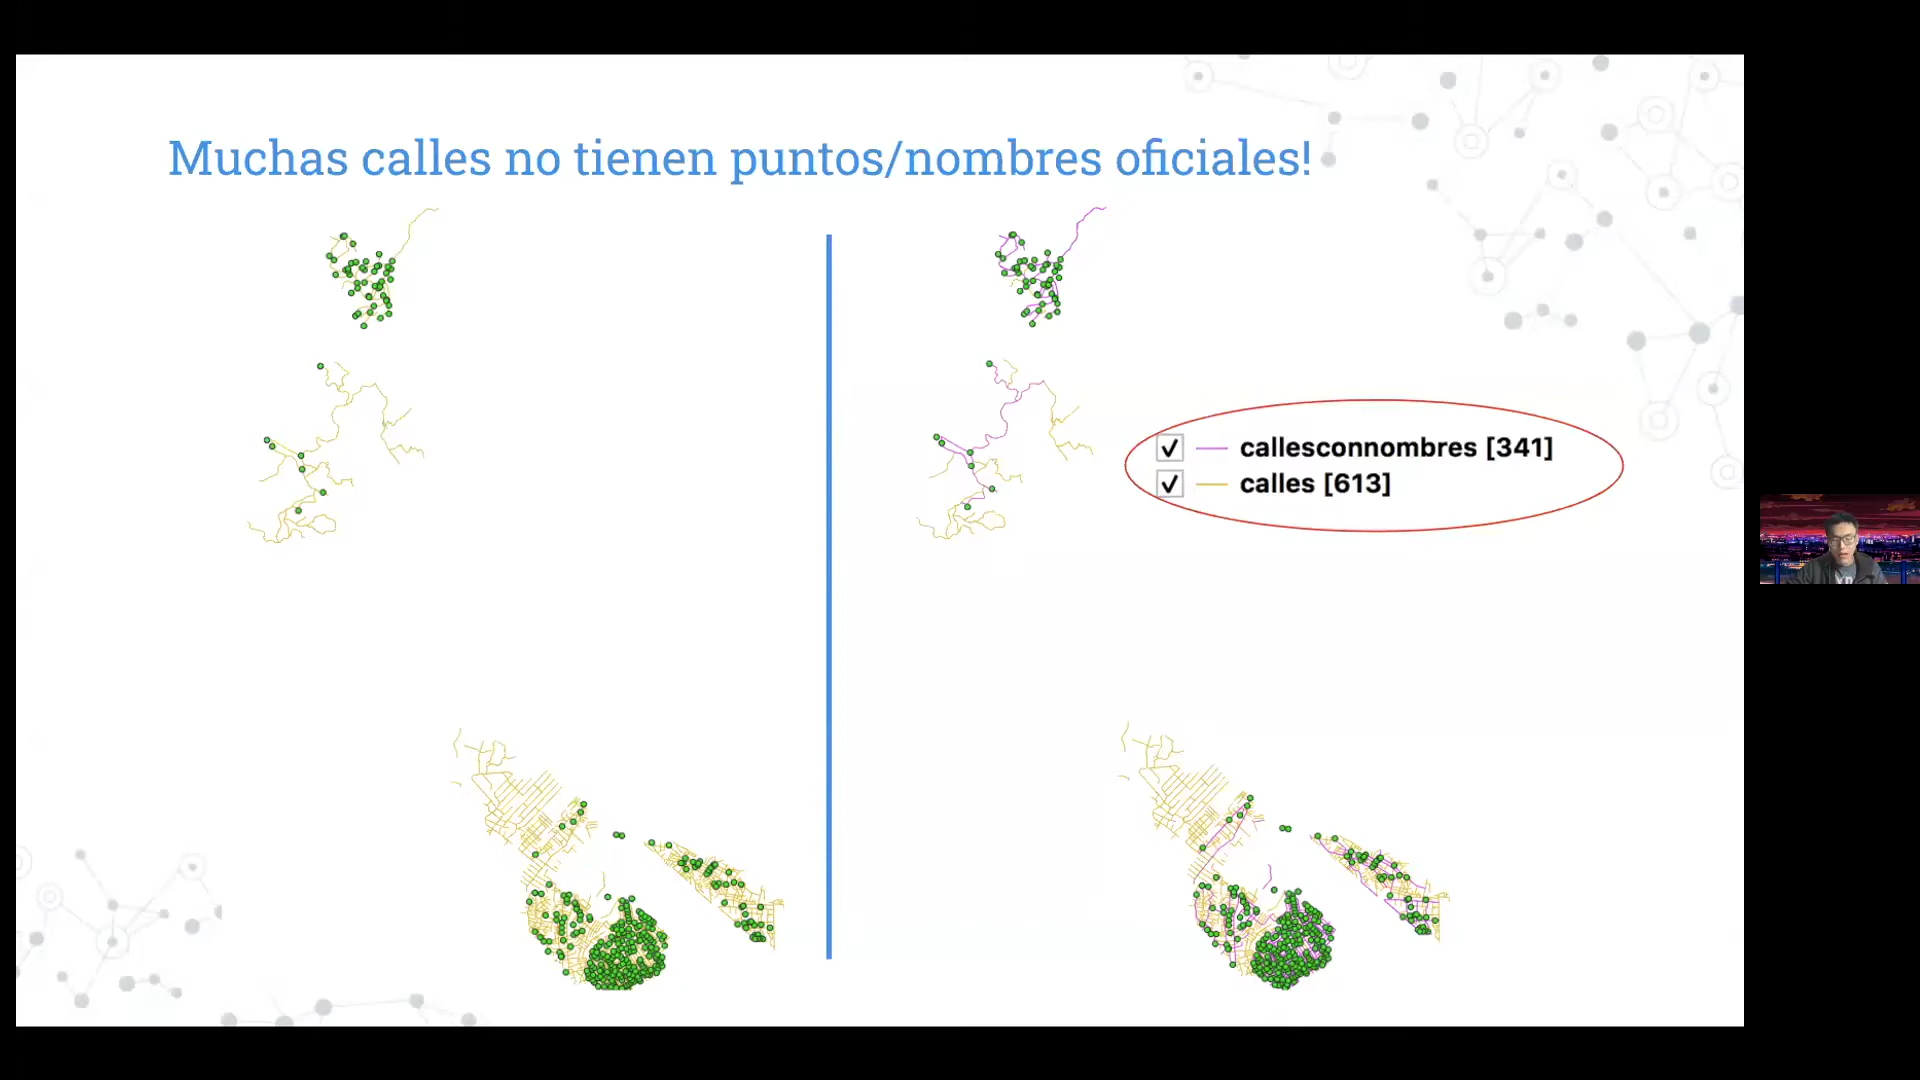 Muchas calles no tienen puntos/nombres oficiales!
callesconnombres [341]
calles [613]